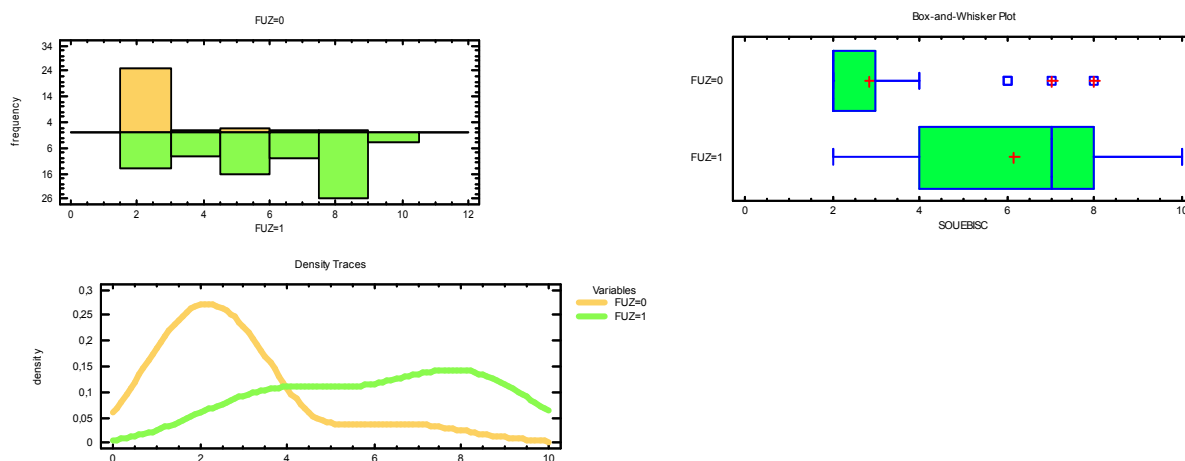 FUZ=0
34
24
14
4
6
16
26
frequency
0 2 4 6 8 10 12
FUZ=1
Box-and-Whisker Plot
FUZ=0
FUZ=1
0 2 4 6 8 10
SOUEBISC
Density Traces
0,3
0,25
0,2
0,15
0,1
0,05
0
density
0 2 4 6 8 10
Variables
FUZ=0
FUZ=1